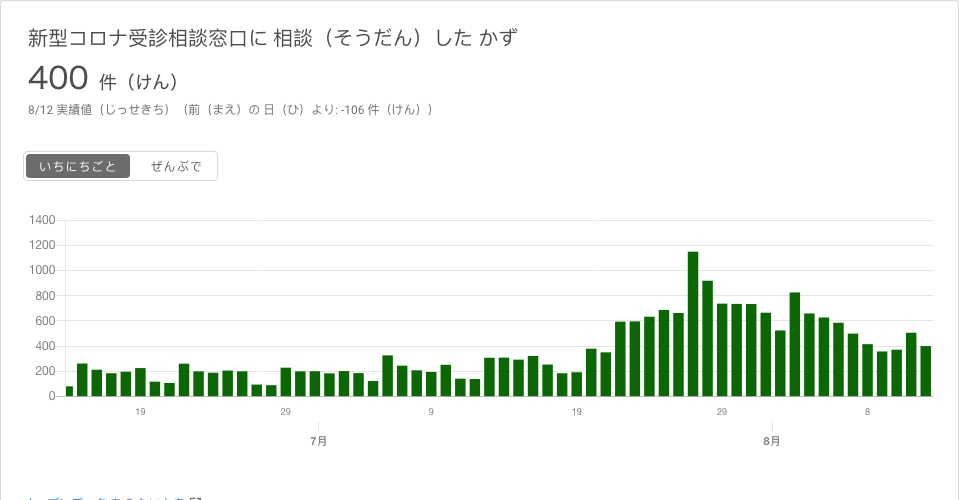 新型コロナ受診相談窓口に 相談（そうだん）した かず
400 件（けん）
8/12 実績値（じっせきち）（前（まえ）の 日（ひ）より: -106 件（けん））
いちにちごと ぜんぶで
1400
1200
1000
800
600
400
200
0
19 29 9 19 29 8
7月 8月